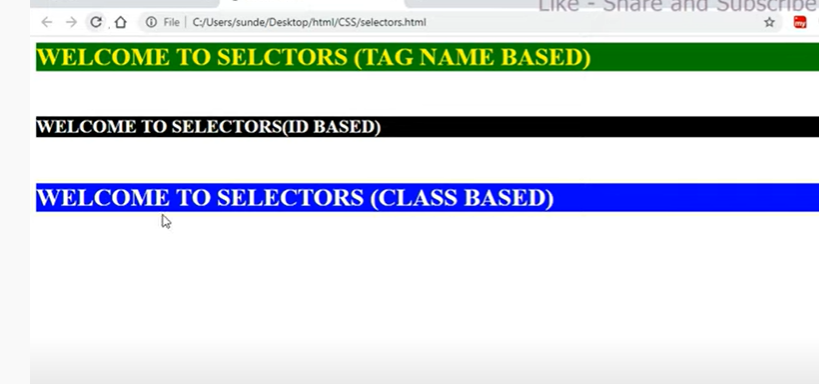 Like - Share and Subscribe
File | C:/Users/sunde/Desktop/html/CSS/selectors.html
my
WELCOME TO SELCTORS (TAG NAME BASED)
WELCOME TO SELECTORS(ID BASED)
WELCOME TO SELECTORS (CLASS BASED)